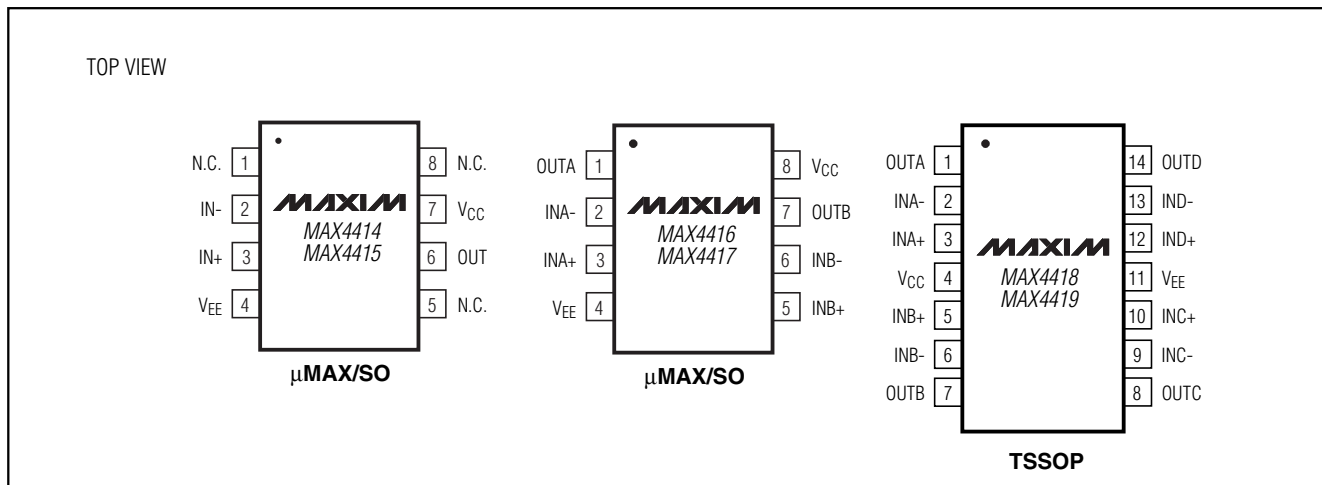 TOP VIEW
N.C. 1
IN- 2
IN+ 3
VEE 4
8 N.C.
7 VCC
6 OUT
5 N.C.
MAXIM
MAX4414
MAX4415
µMAX/SO
OUTA 1
INA- 2
INA+ 3
VEE 4
8 VCC
7 OUTB
6 INB-
5 INB+
MAXIM
MAX4416
MAX4417
µMAX/SO
OUTA 1
INA- 2
INA+ 3
VCC 4
INB+ 5
INB- 6
OUTB 7
14 OUTD
13 IND-
12 IND+
11 VEE
10 INC+
9 INC-
8 OUTC
MAXIM
MAX4418
MAX4419
TSSOP